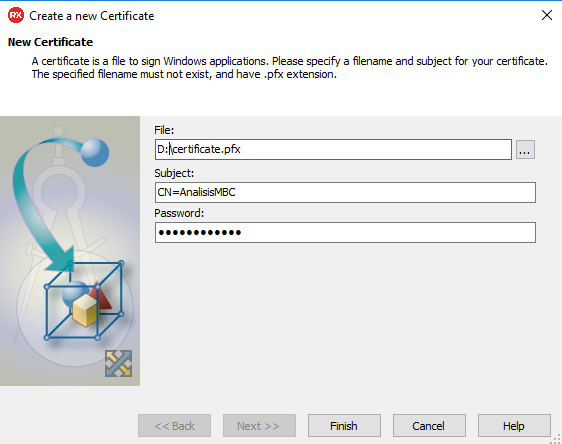 RX Create a new Certificate
New Certificate
A certificate is a file to sign Windows applications. Please specify a filename and subject for your certificate.
The specified filename must not exist, and have .pfx extension.
File:
D:\certificate.pfx
...
Subject:
CN=AnalisisMBC
Password:
●●●●●●●●●●●●
<< Back
Next >>
Finish
Cancel
Help